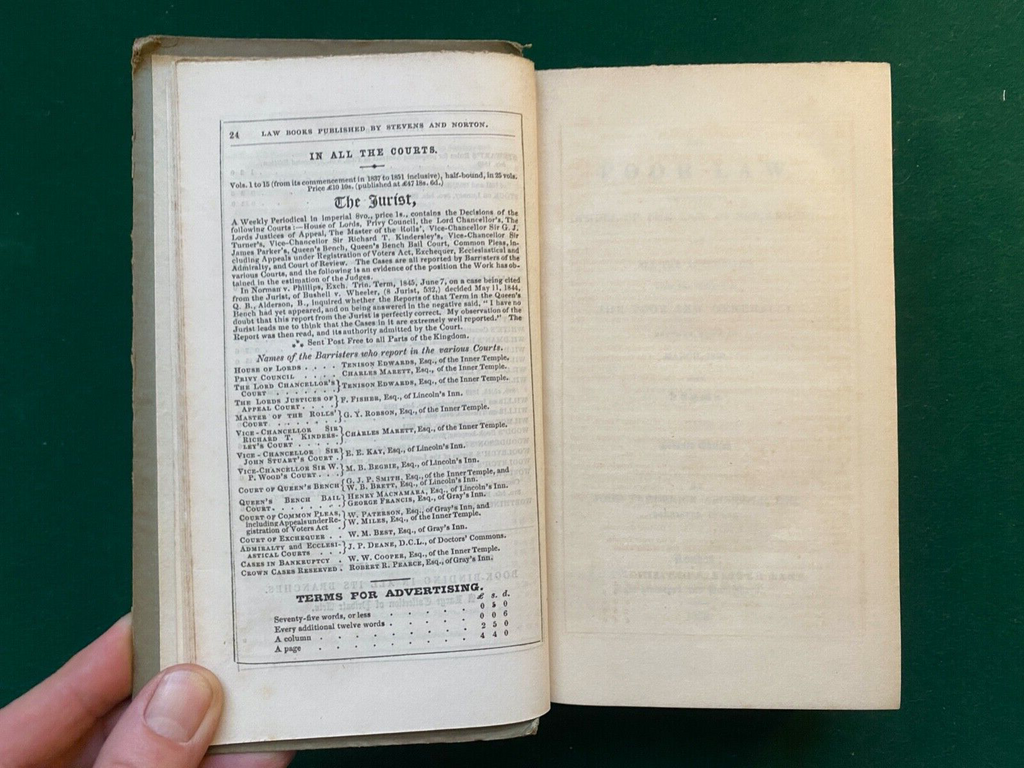 24 LAW BOOKS PUBLISHED BY STEVENS AND NORTON.
IN ALL THE COURTS.
Vols. 1 to 15 (from its commencement in 1837 to 1851 inclusive), half-bound, in 25 vols.
Price £10 10s. (published at £47 18s. 6d.)
The Jurist,
A Weekly Periodical in imperial 8vo., price 1s., contains the Decisions of the
following Courts:—House of Lords, Privy Council, the Lord Chancellor's, The
Lords Justices of Appeal, The Master of the Rolls', Vice-Chancellor Sir G. J.
Turner's, Vice-Chancellor Sir Richard T. Kindersley's, Vice-Chancellor Sir
James Parker's, Queen's Bench, Queen's Bench Bail Court, Common Pleas, in-
cluding Appeals under Registration of Voters Act, Exchequer, Ecclesiastical and
Admiralty, and Court of Review. The Cases are all reported by Barristers of the
various Courts, and the following is an evidence of the position the Work has ob-
tained in the estimation of the Judges.
In Norman v. Phillips, Exch. Trin. Term, 1845, June 7, on a case being cited
from the Jurist, of Bushell v. Wheeler, (8 Jurist, 532.) decided May 11, 1844,
Q. B., Alderson, B., inquired whether the Reports of that Term in the Queen's
Bench had yet appeared, and on being answered in the negative said, "I have no
doubt that this report from the Jurist is perfectly correct. My observation of the
Jurist leads me to think that the Cases in it are extremely well reported." The
Report was then read, and its authority admitted by the Court.
Sent Post Free to all Parts of the Kingdom.
Names of the Barristers who report in the various Courts.
HOUSE OF LORDS . . . . TENISON EDWARDS, Esq., of the Inner Temple.
PRIVY COUNCIL . . . . CHARLES MARETT, Esq., of the Inner Temple.
THE LORD CHANCELLOR'S
COURT . . . . . . . } TENISON EDWARDS, Esq., of the Inner Temple.
THE LORDS JUSTICES OF
APPEAL COURT . . . . } F. FISHER, Esq., of Lincoln's Inn.
MASTER OF THE ROLLS'
COURT . . . . . . . } G. Y. ROBSON, Esq., of the Inner Temple.
VICE-CHANCELLOR SIR
RICHARD T. KINDERS-
LEY'S COURT . . . . . } CHARLES MARETT, Esq., of the Inner Temple.
VICE-CHANCELLOR SIR
JOHN STUART'S COURT . } E. E. KAY, Esq., of Lincoln's Inn.
VICE-CHANCELLOR SIR W.
P. WOOD'S COURT . . . } M. B. BEGBIE, Esq., of Lincoln's Inn.
COURT OF QUEEN'S BENCH { G. J. P. SMITH, Esq., of the Inner Temple, and
W. B. BRETT, Esq., of Lincoln's Inn.
QUEEN'S BENCH BAIL } HENRY MACNAMARA, Esq., of Lincoln's Inn.
COURT . . . . . . . GEORGE FRANCIS, Esq., of Gray's Inn.
COURT OF COMMON PLEAS,
including Appeals under Re- } W. PATERSON, Esq., of Gray's Inn, and
gistration of Voters Act . W. MILES, Esq., of the Inner Temple.
COURT OF EXCHEQUER . . W. M. BEST, Esq., of Gray's Inn.
ADMIRALTY AND ECCLESI-
ASTICAL COURTS . . . } J. P. DEANE, D.C.L., of Doctors' Commons.
CASES IN BANKRUPTCY . W. W. COOPER, Esq., of the Inner Temple.
CROWN CASES RESERVED . ROBERT R. PEARCE, Esq., of Gray's Inn.
TERMS FOR ADVERTISING.
£ s. d.
Seventy-five words, or less . . . . . 0 5 0
Every additional twelve words . . . . . 0 0 6
A column . . . . . . . . 2 5 0
A page . . . . . . . . 4 4 0